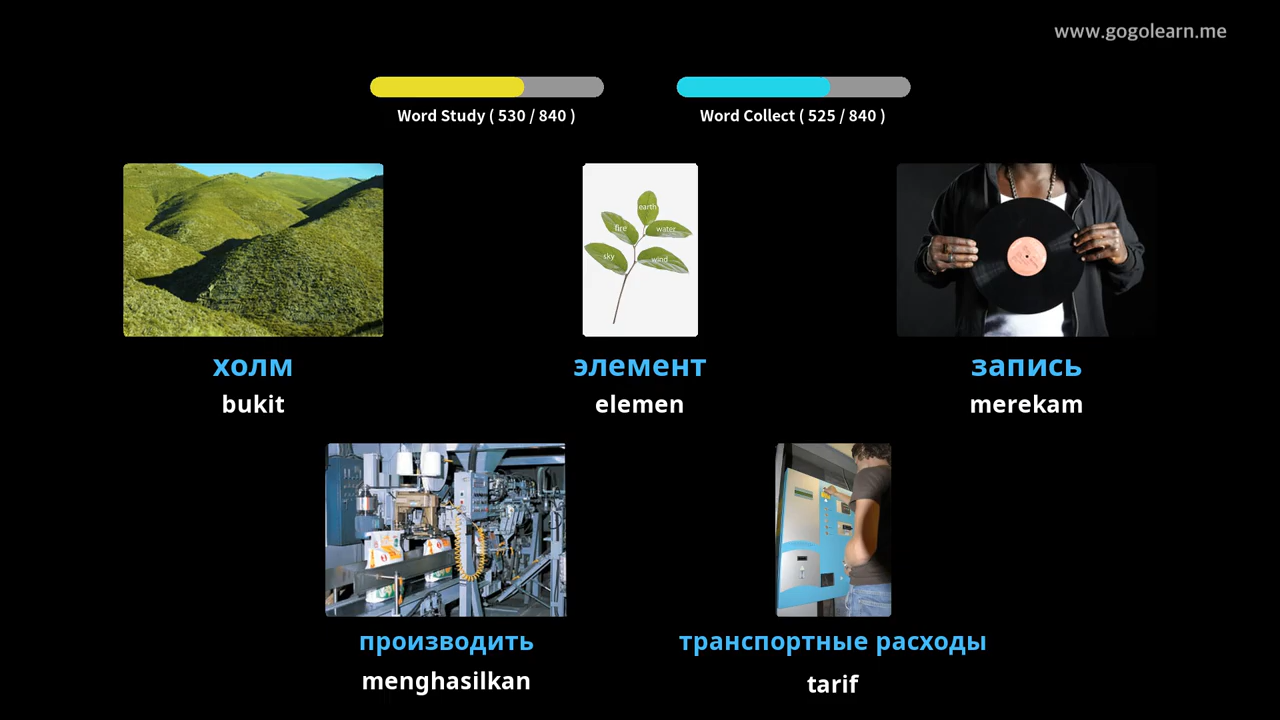 www.gogolearn.me
Word Study ( 530 / 840 )
Word Collect ( 525 / 840 )
earth
fire
water
sky
wind
холм
элемент
запись
bukit
elemen
merekam
производить
транспортные расходы
menghasilkan
tarif